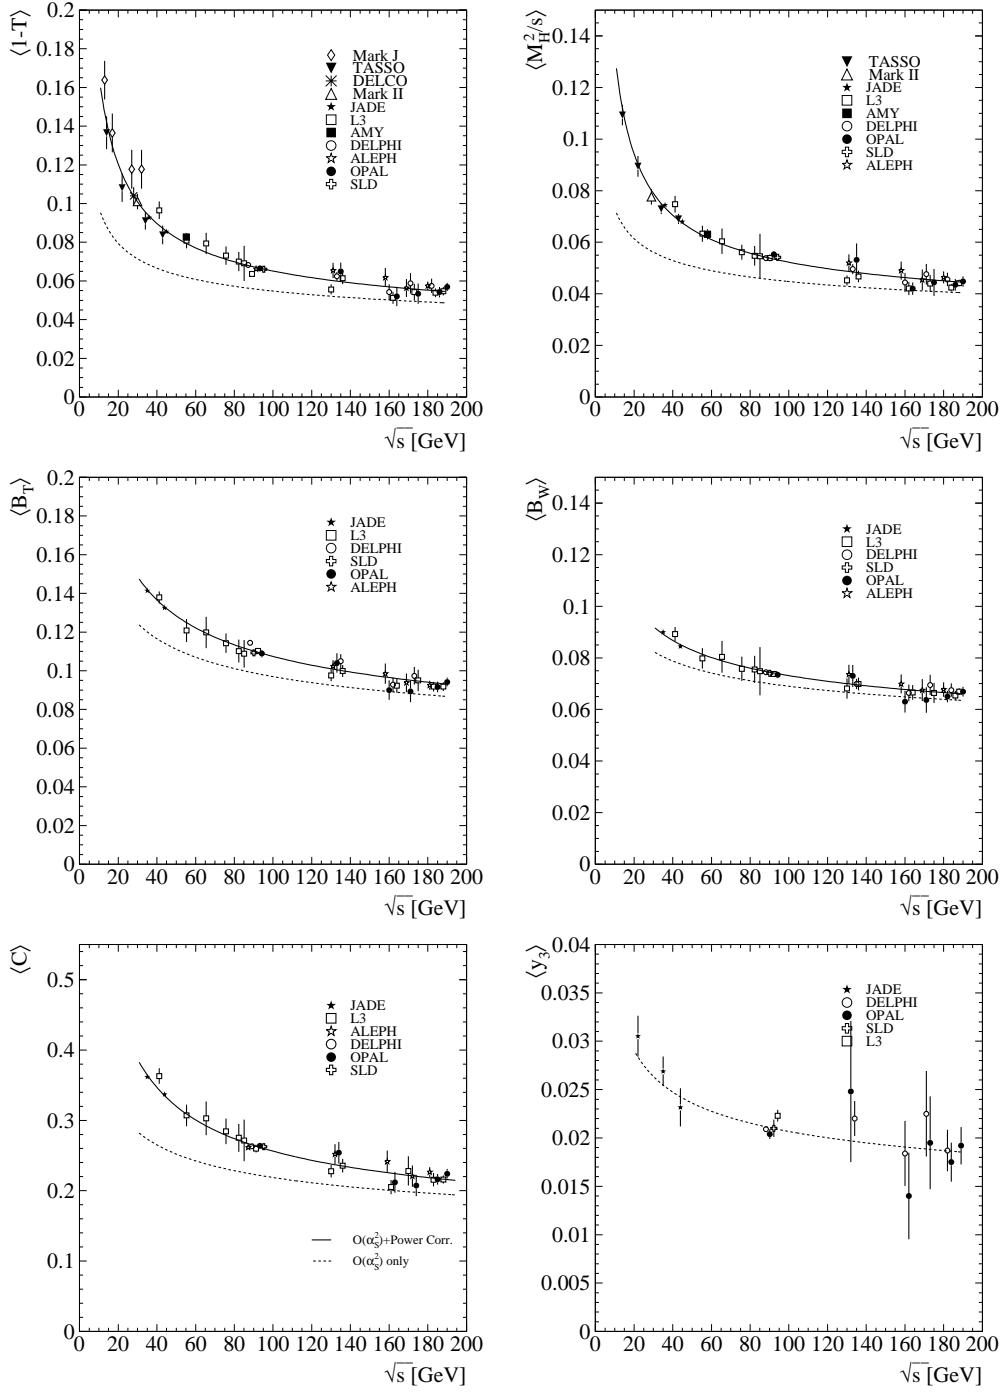 ⟨1-T⟩
0.2
0.18
0.16
0.14
0.12
0.1
0.08
0.06
0.04
0.02
0
0 20 40 60 80 100 120 140 160 180 200
√s [GeV]
Mark J
TASSO
DELCO
Mark II
JADE
L3
AMY
DELPHI
ALEPH
OPAL
SLD
⟨M_H^2/s⟩
0.14
0.12
0.1
0.08
0.06
0.04
0.02
0
0 20 40 60 80 100 120 140 160 180 200
√s [GeV]
TASSO
Mark II
JADE
L3
AMY
DELPHI
OPAL
SLD
ALEPH
⟨B_T⟩
0.2
0.18
0.16
0.14
0.12
0.1
0.08
0.06
0.04
0.02
0
0 20 40 60 80 100 120 140 160 180 200
√s [GeV]
JADE
L3
DELPHI
SLD
OPAL
ALEPH
⟨B_W⟩
0.14
0.12
0.1
0.08
0.06
0.04
0.02
0
0 20 40 60 80 100 120 140 160 180 200
√s [GeV]
JADE
L3
DELPHI
SLD
OPAL
ALEPH
⟨C⟩
0.5
0.4
0.3
0.2
0.1
0
0 20 40 60 80 100 120 140 160 180 200
√s [GeV]
JADE
L3
ALEPH
DELPHI
OPAL
SLD
O(α_S^2)+Power Corr.
O(α_S^2) only
⟨y_3⟩
0.04
0.035
0.03
0.025
0.02
0.015
0.01
0.005
0
0 20 40 60 80 100 120 140 160 180 200
√s [GeV]
JADE
DELPHI
OPAL
SLD
L3